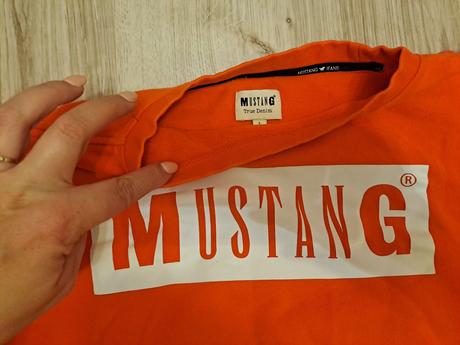 MUSTANG JEANS
MUSTANG
True Denim
L
MUSTANG®